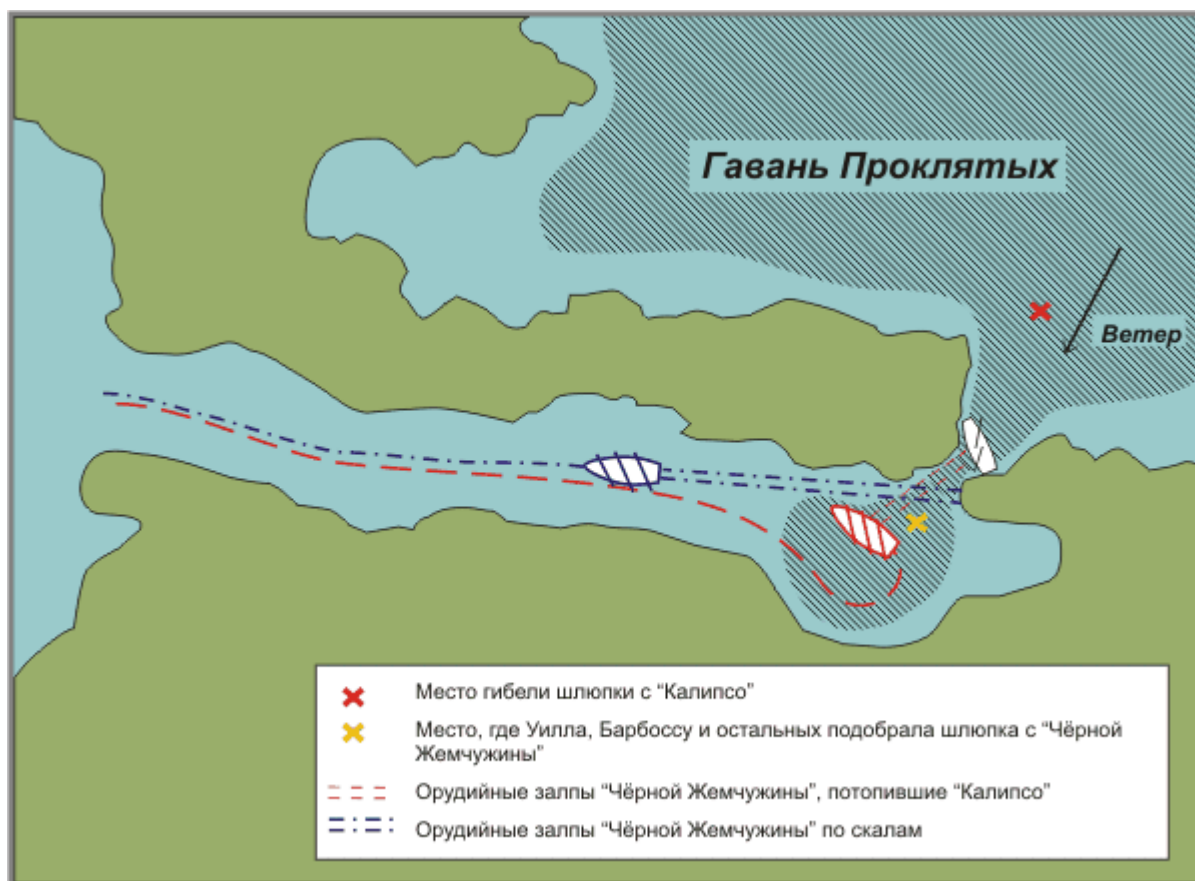 Гавань Проклятых
Ветер
Место гибели шлюпки с “Калипсо”
Место, где Уилла, Барбоссу и остальных подобрала шлюпка с “Чёрной
Жемчужины”
Орудийные залпы “Чёрной Жемчужины”, потопившие “Калипсо”
Орудийные залпы “Чёрной Жемчужины” по скалам